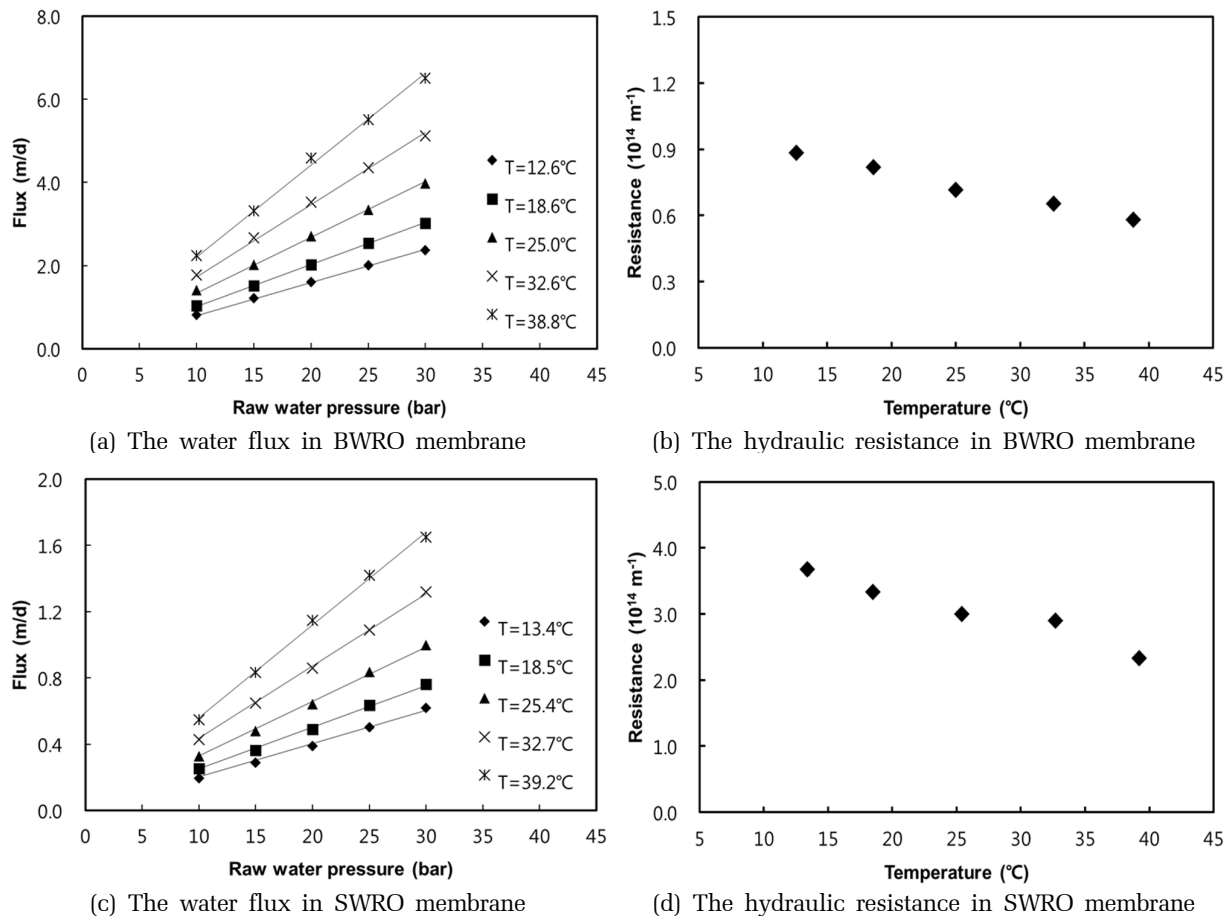 8.0
6.0
4.0
2.0
0.0
Flux (m/d)
T=12.6℃
T=18.6℃
T=25.0℃
T=32.6℃
T=38.8℃
0 5 10 15 20 25 30 35 40 45
Raw water pressure (bar)
(a) The water flux in BWRO membrane
1.5
1.2
0.9
0.6
0.3
0.0
Resistance (10¹⁴ m⁻¹)
5 10 15 20 25 30 35 40 45
Temperature (℃)
(b) The hydraulic resistance in BWRO membrane
2.0
1.6
1.2
0.8
0.4
0.0
Flux (m/d)
T=13.4℃
T=18.5℃
T=25.4℃
T=32.7℃
T=39.2℃
0 5 10 15 20 25 30 35 40 45
Raw water pressure (bar)
(c) The water flux in SWRO membrane
5.0
4.0
3.0
2.0
1.0
0.0
Resistance (10¹⁴ m⁻¹)
5 10 15 20 25 30 35 40 45
Temperature (℃)
(d) The hydraulic resistance in SWRO membrane